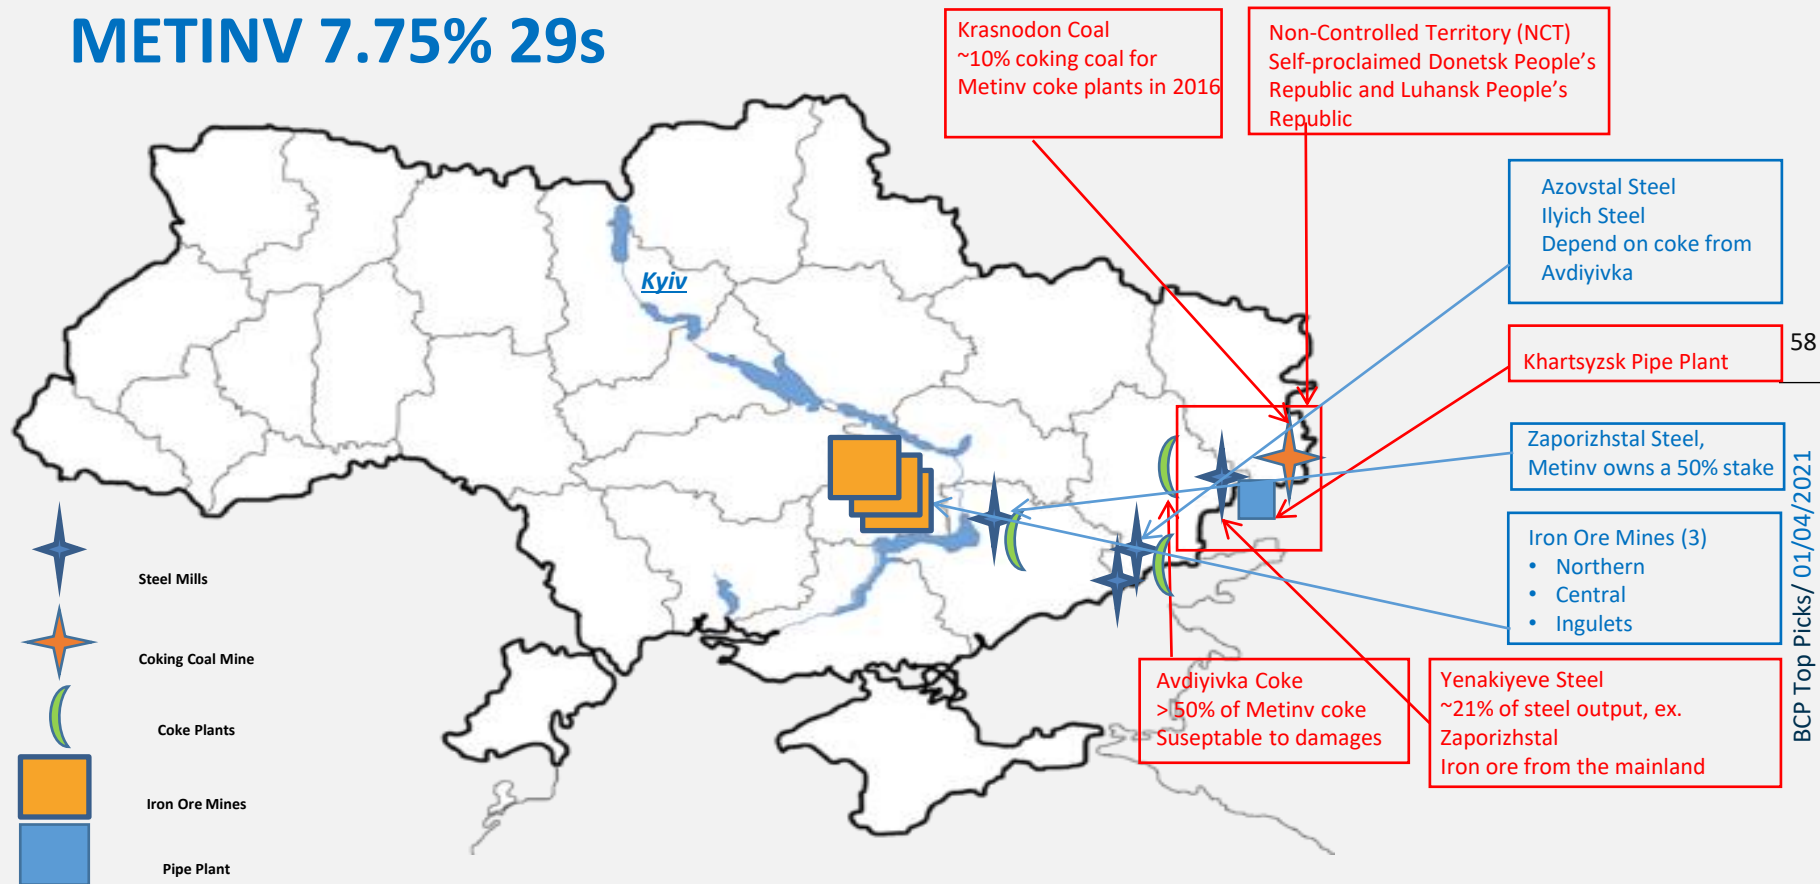 METINV 7.75% 29s
Krasnodon Coal
~10% coking coal for
Metinv coke plants in 2016
Non-Controlled Territory (NCT)
Self-proclaimed Donetsk People's
Republic and Luhansk People's
Republic
Azovstal Steel
Ilyich Steel
Depend on coke from
Avdiyivka
Kyiv
58
Khartsyzsk Pipe Plant
Zaporizhstal Steel,
Metinv owns a 50% stake
Iron Ore Mines (3)
• Northern
• Central
• Ingulets
Avdiyivka Coke
>50% of Metinv coke
Suseptable to damages
Yenakiyeve Steel
~21% of steel output, ex.
Zaporizhstal
Iron ore from the mainland
Steel Mills
Coking Coal Mine
Coke Plants
Iron Ore Mines
Pipe Plant
BCP Top Picks/ 01/04/2021